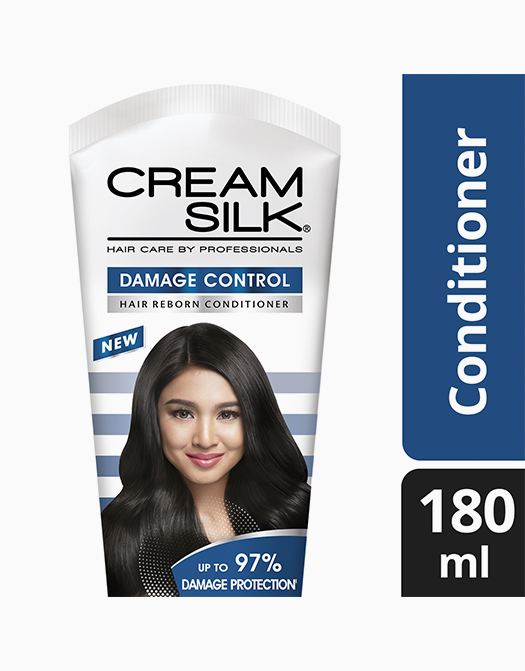 CREAM
SILK®
HAIR CARE BY PROFESSIONALS
DAMAGE CONTROL
HAIR REBORN CONDITIONER
NEW
UP TO 97%
DAMAGE PROTECTION*
Conditioner
180
ml